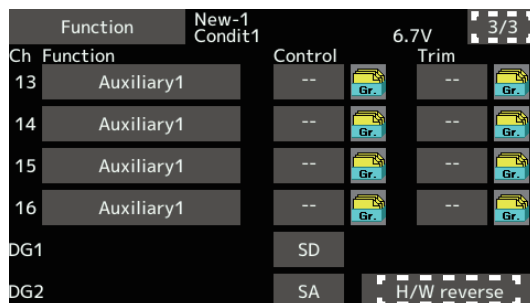 Function New-1 3/3
Condit1 6.7V
Ch Function Control Trim
13 Auxiliary1 -- Gr. -- Gr.
14 Auxiliary1 -- Gr. -- Gr.
15 Auxiliary1 -- Gr. -- Gr.
16 Auxiliary1 -- Gr. -- Gr.
DG1 SD
DG2 SA H/W reverse